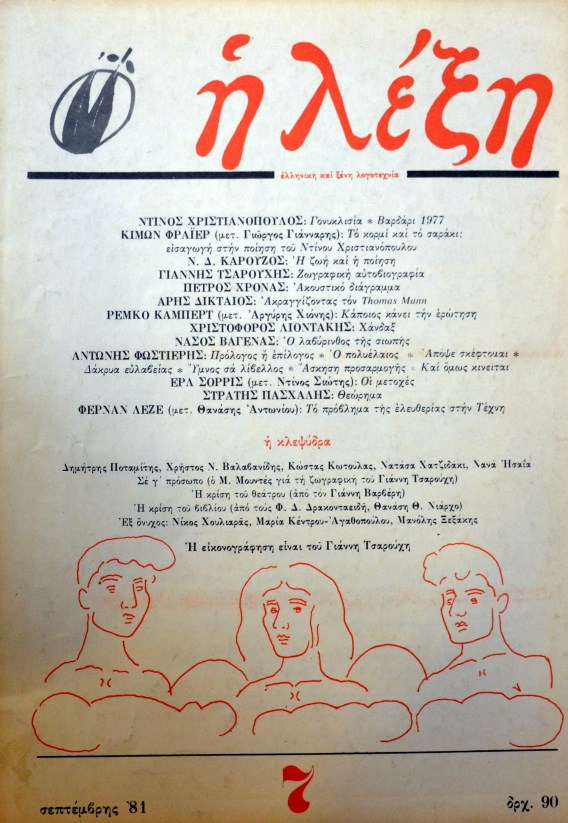 ἡ λέξη
ἑλληνική καί ξένη λογοτεχνία
ΝΤΙΝΟΣ ΧΡΙΣΤΙΑΝΟΠΟΥΛΟΣ: Γονυκλισία * Βαρδάρι 1977
ΚΙΜΩΝ ΦΡΑΪΕΡ (μετ. Γιῶργος Γιάνναρης): Τό κορμί καί τό σαράκι:
εἰσαγωγή στήν ποίηση τοῦ Ντίνου Χριστιανόπουλου
Ν. Δ. ΚΑΡΟΥΖΟΣ: Ἡ ζωή καί ἡ ποίηση
ΓΙΑΝΝΗΣ ΤΣΑΡΟΥΧΗΣ: Ζωγραφική αὐτοβιογραφία
ΠΕΤΡΟΣ ΧΡΟΝΑΣ: Ἀκουστικό διάγραμμα
ΑΡΗΣ ΔΙΚΤΑΙΟΣ: Ἀκραγγίζοντας τόν Thomas Mann
ΡΕΜΚΟ ΚΑΜΠΕΡΤ (μετ. Ἀργύρης Χιόνης): Κάποιος κάνει τήν ἐρώτηση
ΧΡΙΣΤΟΦΟΡΟΣ ΛΙΟΝΤΑΚΗΣ: Χάνδαξ
ΝΑΣΟΣ ΒΑΓΕΝΑΣ: Ὁ λαβύρινθος τῆς σιωπῆς
ΑΝΤΩΝΗΣ ΦΩΣΤΙΕΡΗΣ: Πρόλογος ἤ ἐπίλογος * Ὁ πολυέλαιος * Ἀπόψε σκέφτομαι *
Δάκρυα εὐλαβείας * Ὕμνος σά λίβελλος * Ἄσκηση προσαρμογῆς * Καί ὅμως κινεῖται
ΕΡΛ ΣΟΡΡΙΣ (μετ. Ντίνος Σιώτης): Οἱ μετοχές
ΣΤΡΑΤΗΣ ΠΑΣΧΑΛΗΣ: Θεώρημα
ΦΕΡΝΑΝ ΛΕΖΕ (μετ. Θανάσης Ἀντωνίου): Τό πρόβλημα τῆς ἐλευθερίας στήν Τέχνη
ἡ κλεψύδρα
Δημήτρης Ποταμίτης, Χρῆστος Ν. Βαλαβανίδης, Κώστας Κωτούλας, Νατάσα Χατζιδάκι, Νανά Ἠσαΐα
Σέ γ΄ πρόσωπο (ὁ Μ. Μουντές γιά τή ζωγραφική τοῦ Γιάννη Τσαρούχη)
Ἡ κρίση τοῦ θεάτρου (ἀπό τόν Γιάννη Βαρβέρη)
Ἡ κρίση τοῦ βιβλίου (ἀπό τούς Φ. Δ. Δρακονταειδῆ, Θανάση Θ. Νιάρχο)
Ἐξ ὄνυχος: Νίκος Χουλιαράς, Μαρία Κέντρου-Ἀγαθοπούλου, Μανόλης Ξεξάκης
Ἡ εἰκονογράφηση εἶναι τοῦ Γιάννη Τσαρούχη
7
σεπτέμβρης '81
δρχ. 90